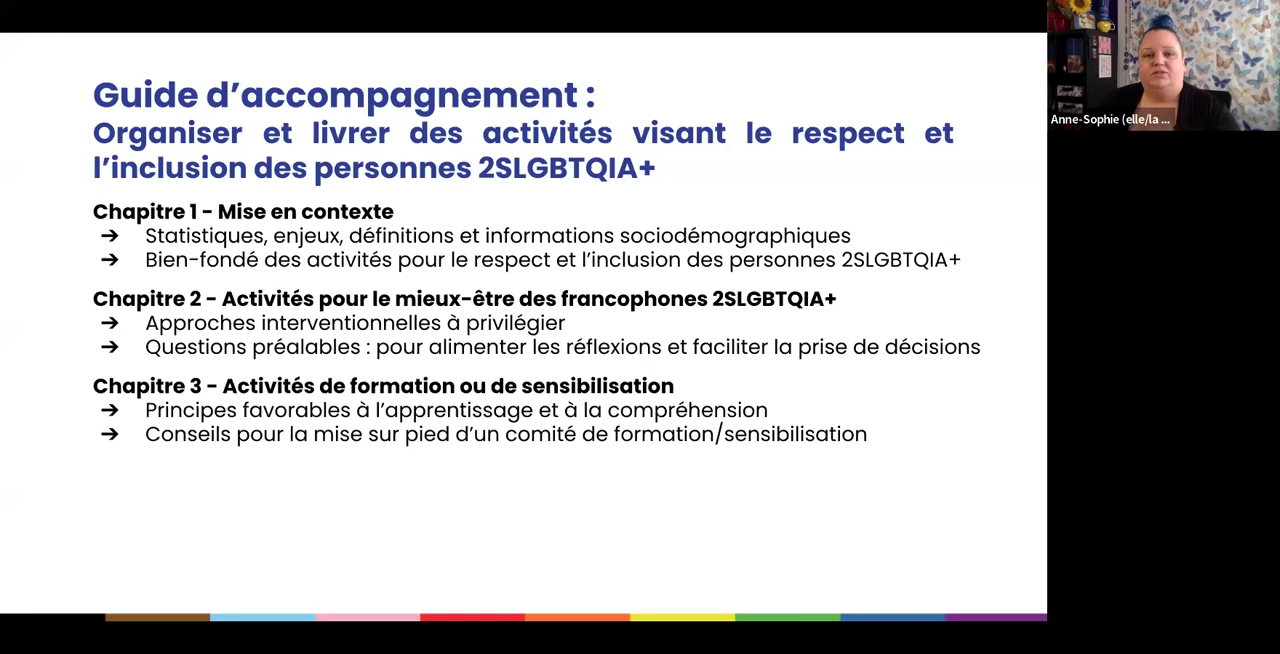 Guide d’accompagnement :
Organiser et livrer des activités visant le respect et
l’inclusion des personnes 2SLGBTQIA+
Chapitre 1 - Mise en contexte
➔ Statistiques, enjeux, définitions et informations sociodémographiques
➔ Bien-fondé des activités pour le respect et l’inclusion des personnes 2SLGBTQIA+
Chapitre 2 - Activités pour le mieux-être des francophones 2SLGBTQIA+
➔ Approches interventionnelles à privilégier
➔ Questions préalables : pour alimenter les réflexions et faciliter la prise de décisions
Chapitre 3 - Activités de formation ou de sensibilisation
➔ Principes favorables à l’apprentissage et à la compréhension
➔ Conseils pour la mise sur pied d’un comité de formation/sensibilisation
Anne-Sophie (elle/la ...